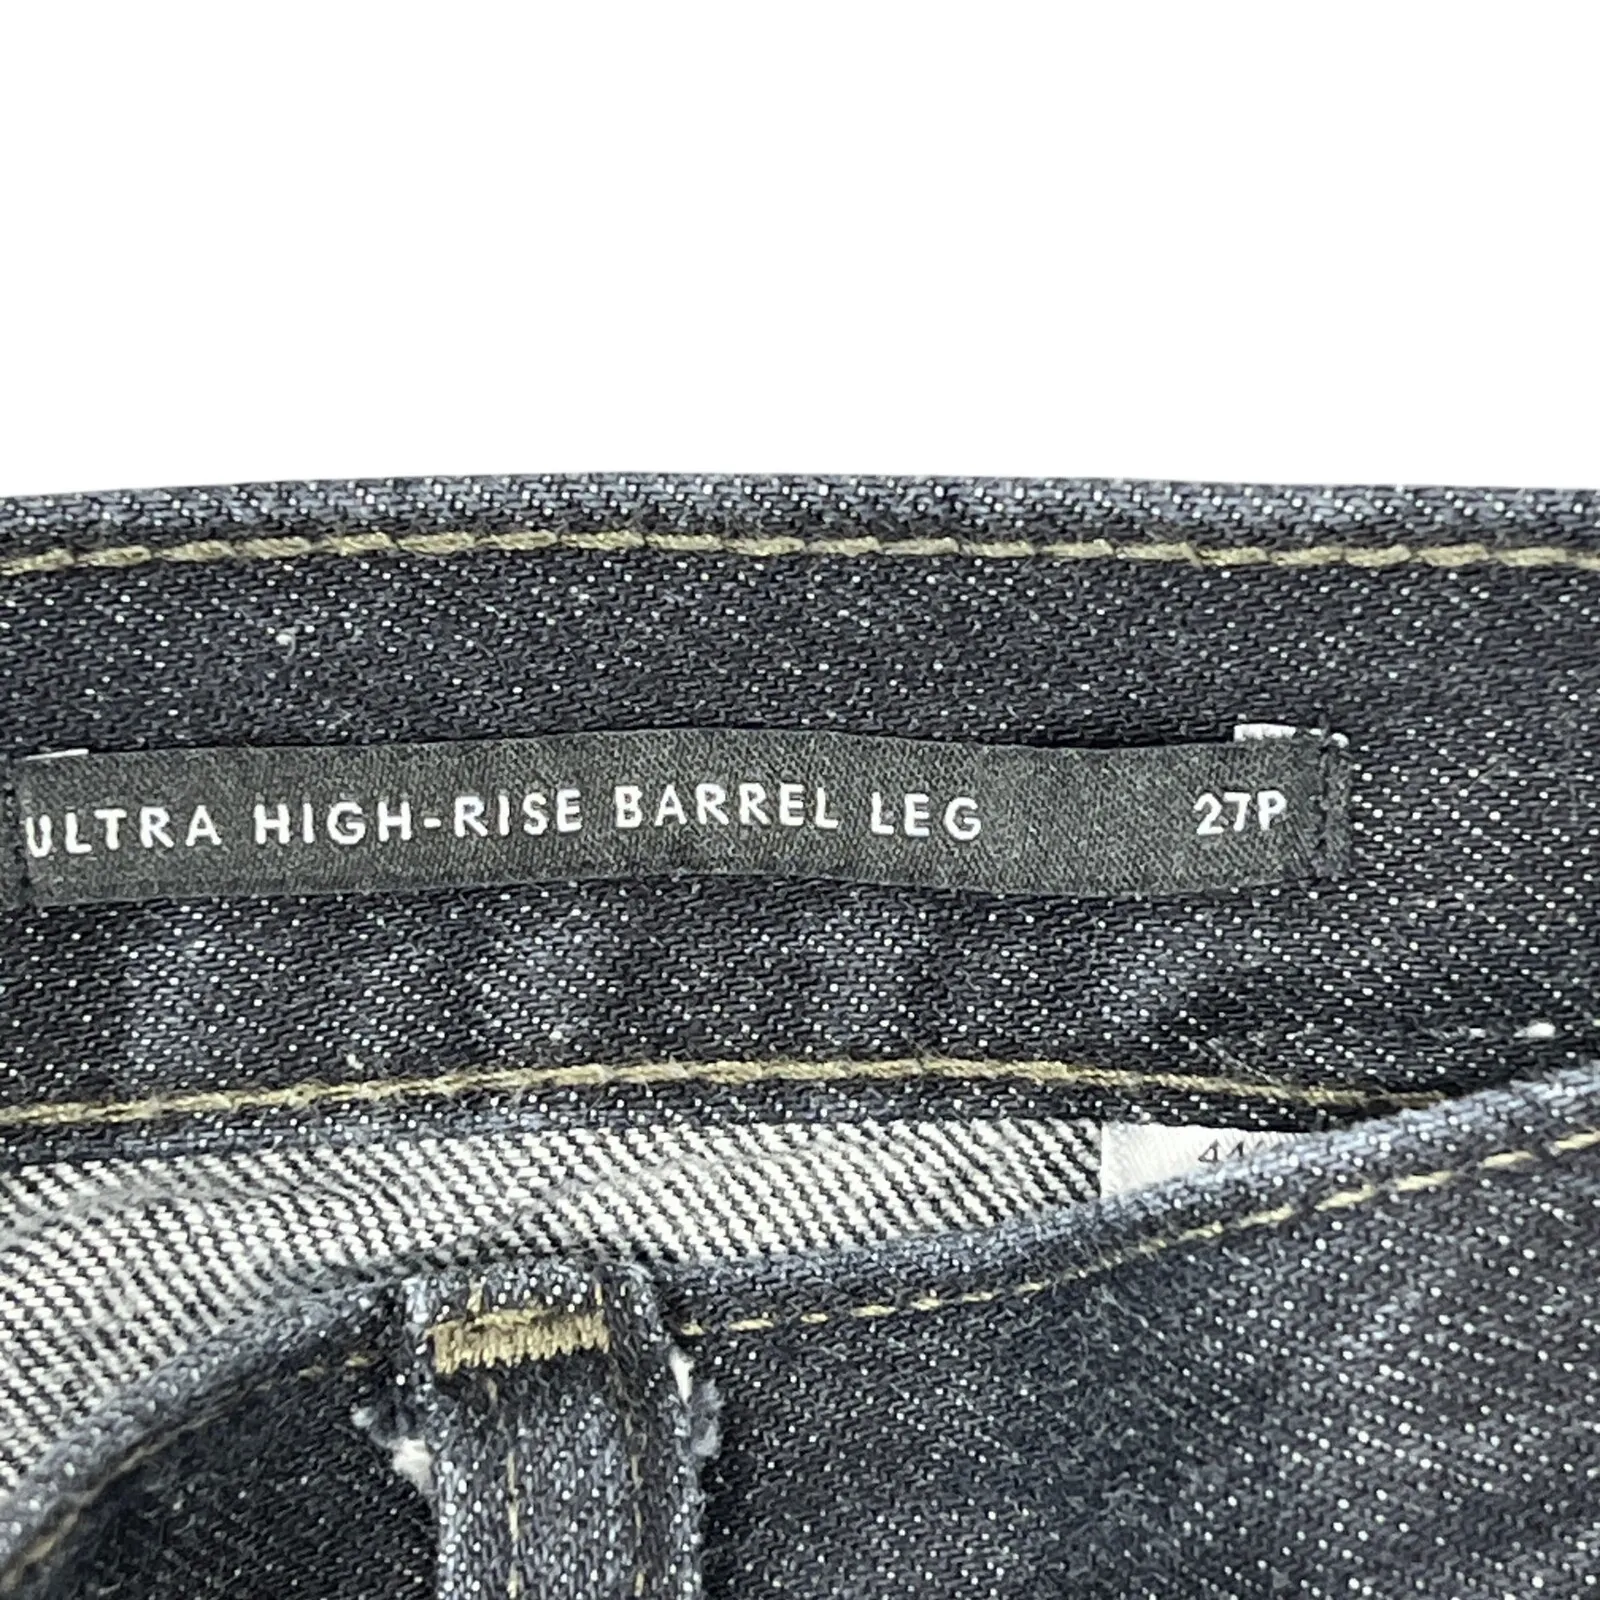 ULTRA HIGH-RISE BARREL LEG 27P